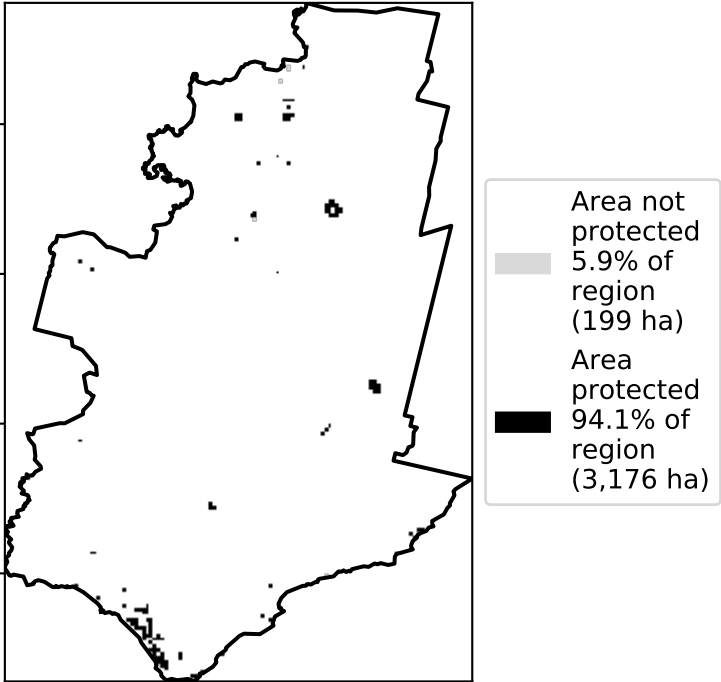 Area not
protected
5.9% of
region
(199 ha)
Area
protected
94.1% of
region
(3,176 ha)